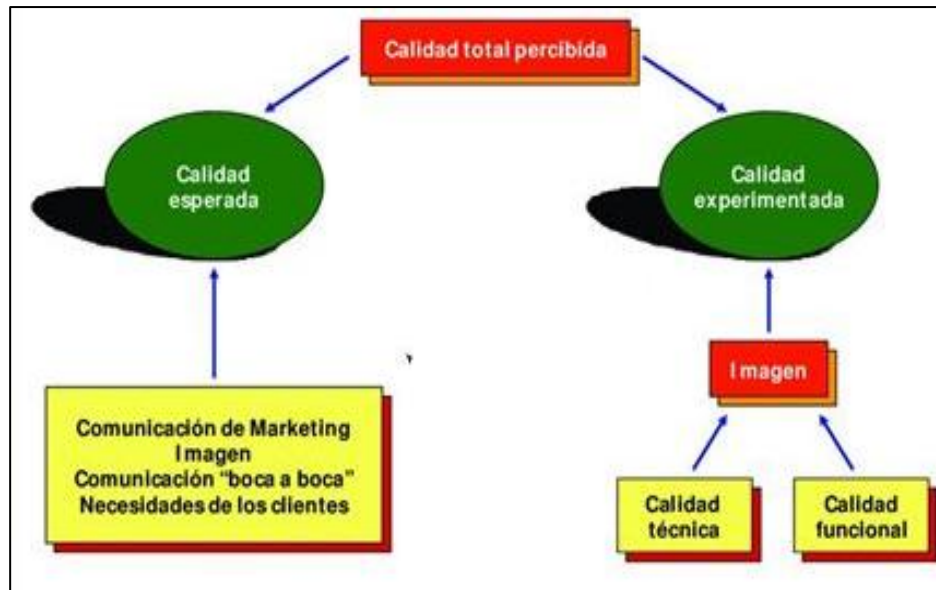 Calidad total percibida
Calidad
esperada
Calidad
experimentada
Imagen
Comunicación de Marketing
Imagen
Comunicación “boca a boca”
Necesidades de los clientes
Calidad
técnica
Calidad
funcional